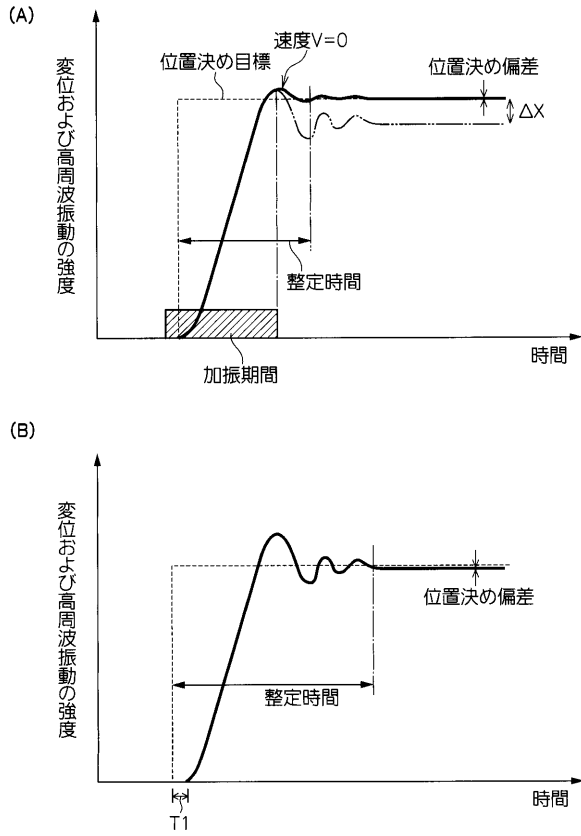 (A)
変位および高周波振動の強度
位置決め目標
速度V=0
位置決め偏差
ΔX
整定時間
加振期間
時間
(B)
変位および高周波振動の強度
位置決め偏差
整定時間
T1
時間